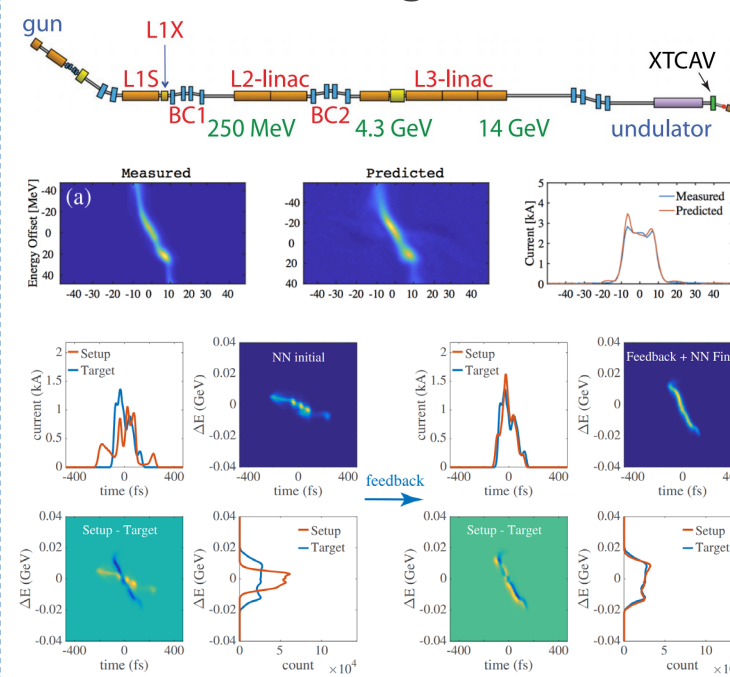 gun
L1X
L1S
L2-linac
L3-linac
XTCAV
BC1
BC2
250 MeV
4.3 GeV
14 GeV
undulator
Measured
Predicted
(a)
Energy Offset [MeV]
-40
-20
0
20
40
-40 -30 -20 -10 0 10 20 30 40
-40
-20
0
20
40
-40 -30 -20 -10 0 10 20 30 40
Current [kA]
5
4
3
2
1
0
Measured
Predicted
-40 -30 -20 -10 0 10 20 30 40
current (kA)
2
1.5
1
0.5
0
Setup
Target
-400 0 400
time (fs)
ΔE (GeV)
0.04
0.02
0
-0.02
-0.04
NN initial
-400 0 400
time (fs)
feedback
current (kA)
2
1.5
1
0.5
0
Setup
Target
-400 0 400
time (fs)
ΔE (GeV)
0.04
0.02
0
-0.02
-0.04
Feedback + NN Fin
-400 0 400
time (fs)
ΔE (GeV)
0.04
0.02
0
-0.02
-0.04
Setup - Target
-400 0 400
time (fs)
ΔE (GeV)
0.04
0.02
0
-0.02
-0.04
Setup
Target
0 5 10
count ×10⁴
ΔE (GeV)
0.04
0.02
0
-0.02
-0.04
Setup - Target
-400 0 400
time (fs)
ΔE (GeV)
0.04
0.02
0
-0.02
-0.04
Setup
Target
0 5 10
count ×10